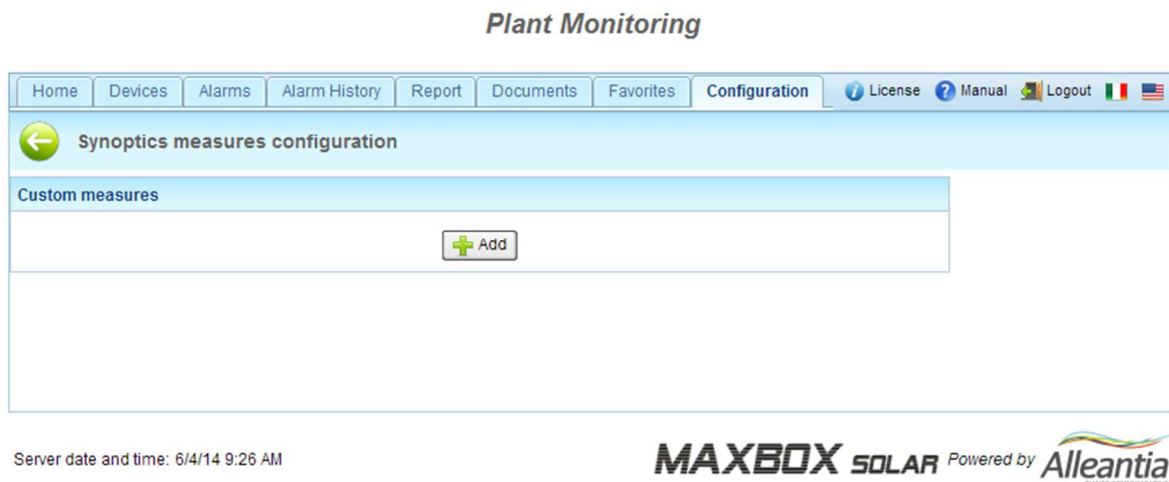 Plant Monitoring
Home Devices Alarms Alarm History Report Documents Favorites Configuration License Manual Logout
Synoptics measures configuration
Custom measures
Add
Server date and time: 6/4/14 9:26 AM
MAXBOX SOLAR Powered by Alleantia